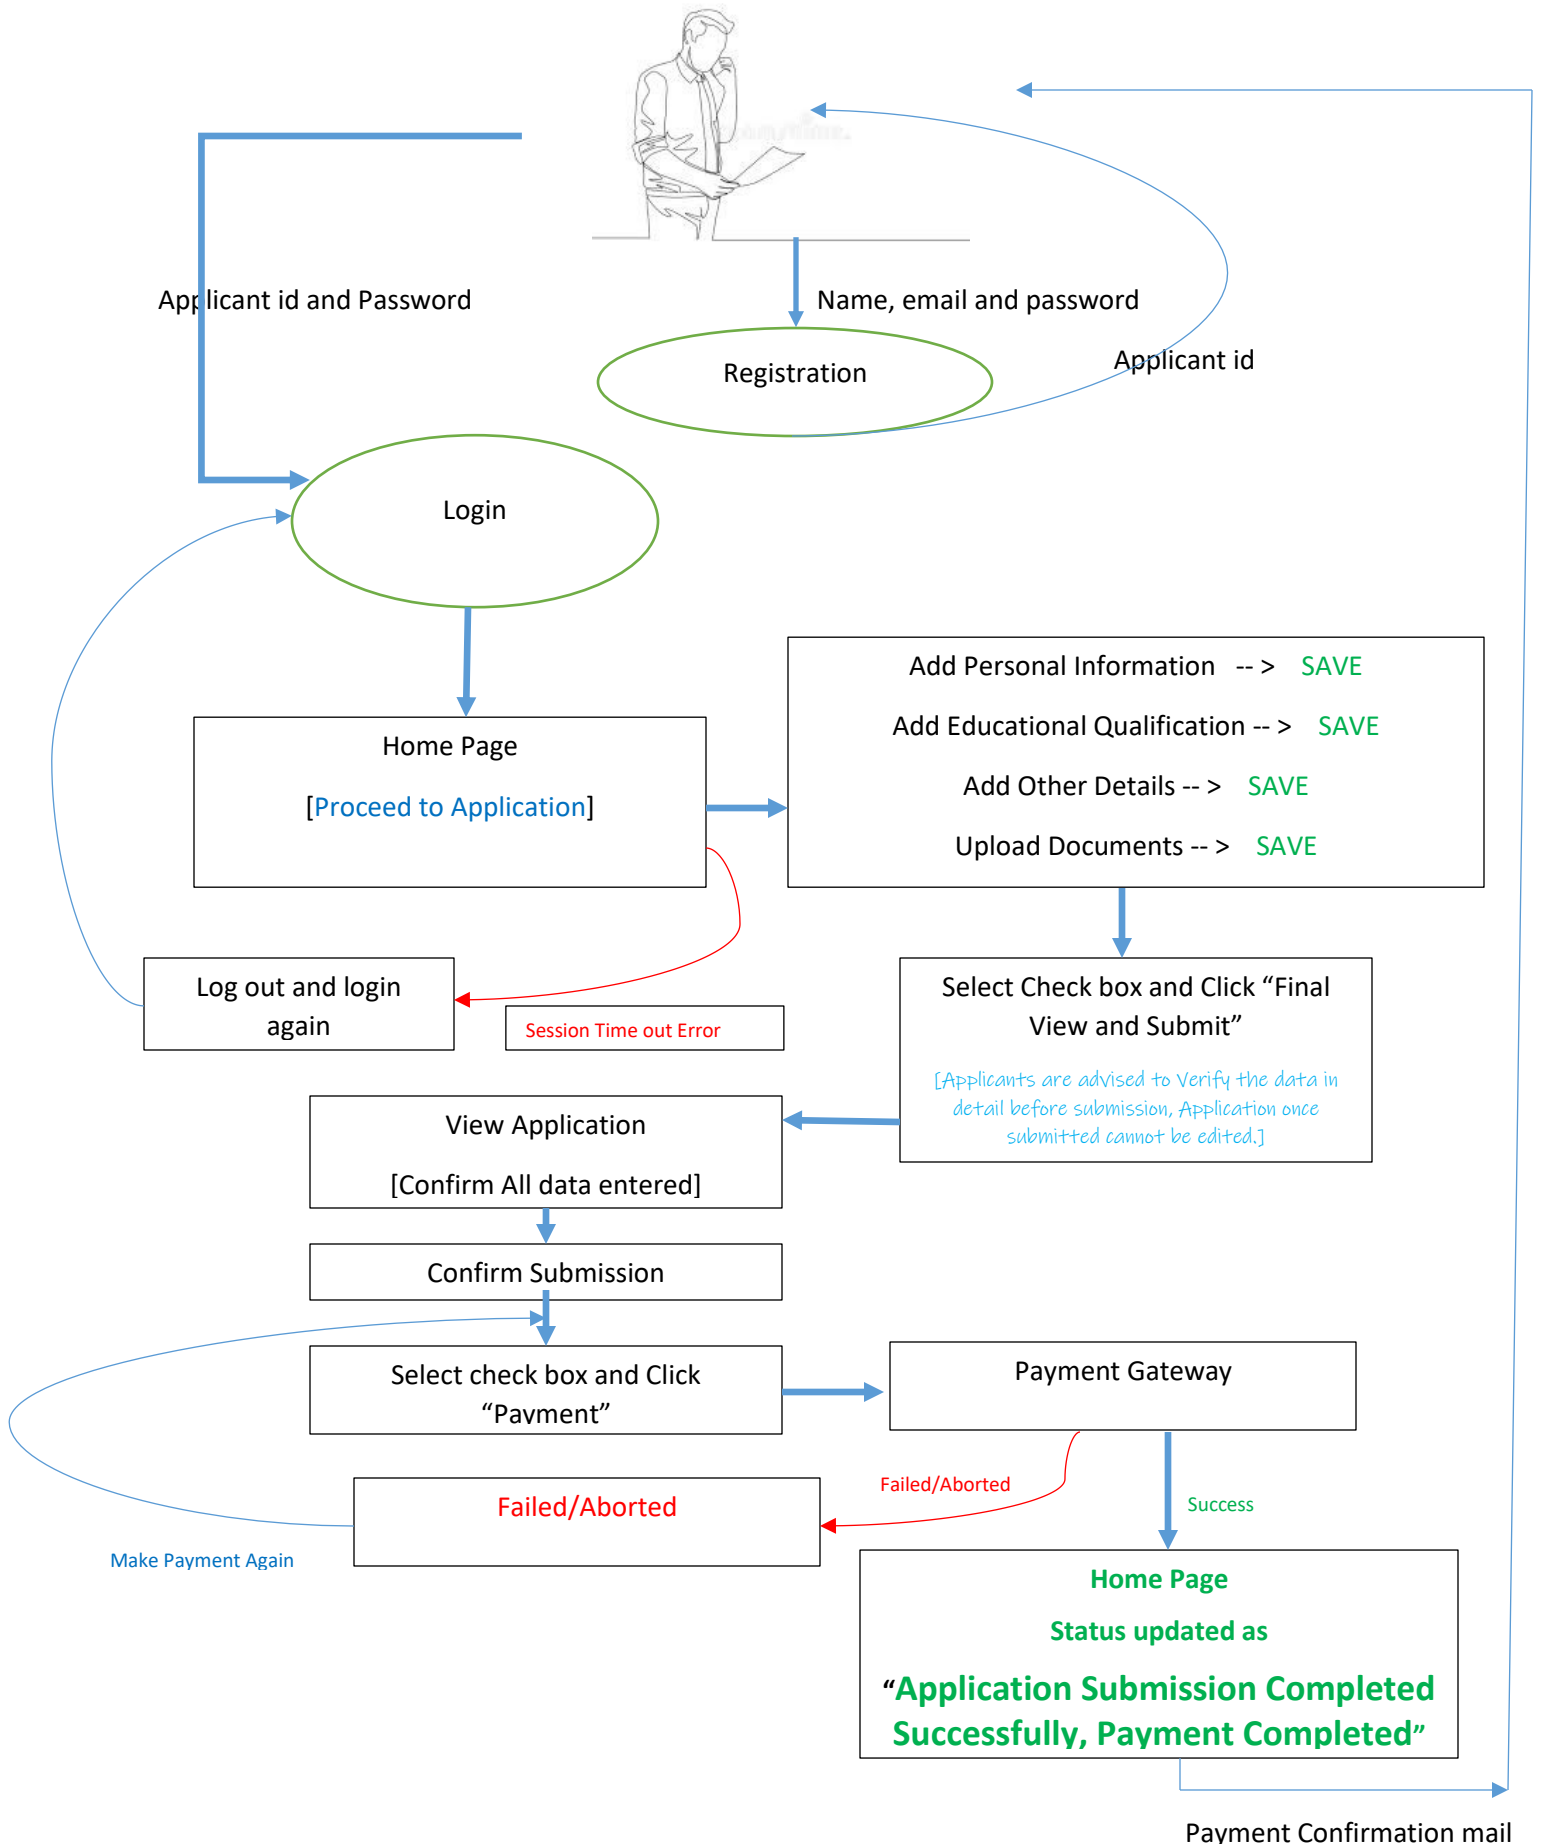 Applicant id and Password
Name, email and password
Registration
Applicant id
Login
Add Personal Information -- > SAVE
Add Educational Qualification -- > SAVE
Add Other Details -- > SAVE
Upload Documents -- > SAVE
Home Page
[Proceed to Application]
Log out and login
again
Session Time out Error
Select Check box and Click “Final
View and Submit”
[Applicants are advised to Verify the data in
detail before submission, Application once
submitted cannot be edited.]
View Application
[Confirm All data entered]
Confirm Submission
Select check box and Click
“Payment”
Payment Gateway
Failed/Aborted
Failed/Aborted
Success
Make Payment Again
Home Page
Status updated as
“Application Submission Completed
Successfully, Payment Completed”
Payment Confirmation mail